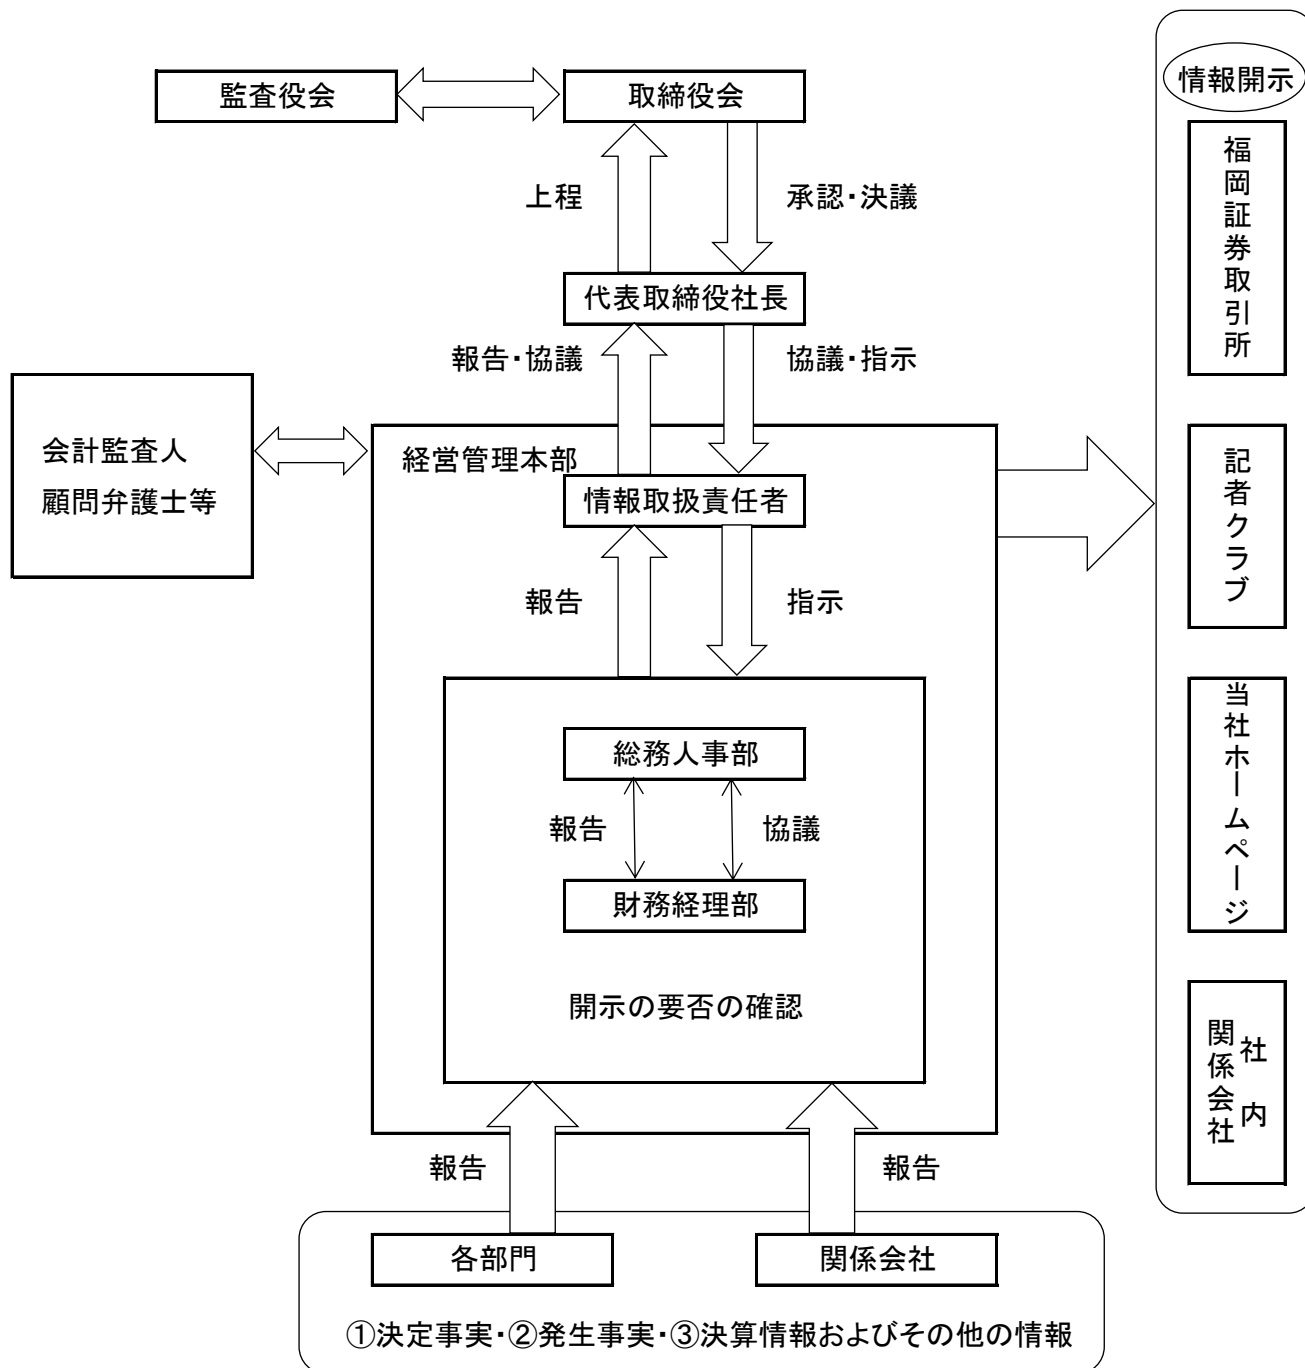 監査役会
取締役会
上程
承認・決議
代表取締役社長
報告・協議
協議・指示
会計監査人
顧問弁護士等
経営管理本部
情報取扱責任者
報告
指示
総務人事部
報告
協議
財務経理部
開示の要否の確認
報告
報告
各部門
関係会社
①決定事実・②発生事実・③決算情報およびその他の情報
情報開示
福岡証券取引所
記者クラブ
当社ホームページ
社内
関係会社